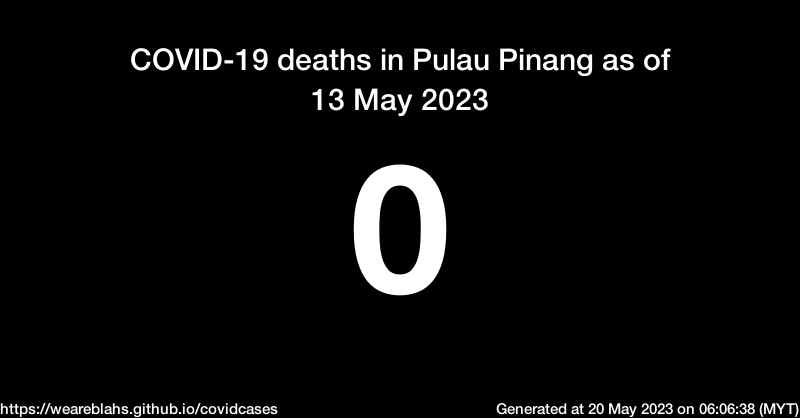 COVID-19 deaths in Pulau Pinang as of
13 May 2023
0
https://weareblahs.github.io/covidcases
Generated at 20 May 2023 on 06:06:38 (MYT)